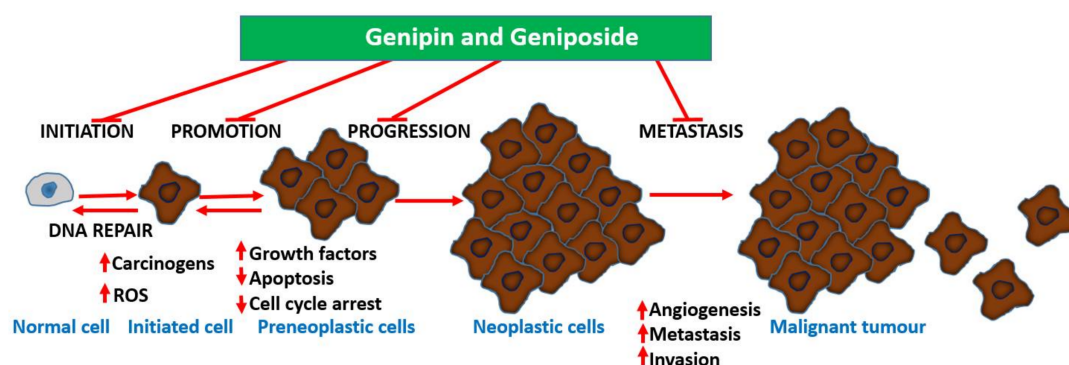 Genipin and Geniposide
INITIATION
PROMOTION
PROGRESSION
METASTASIS
DNA REPAIR
Carcinogens
ROS
Growth factors
Apoptosis
Cell cycle arrest
Angiogenesis
Metastasis
Invasion
Normal cell
Initiated cell
Preneoplastic cells
Neoplastic cells
Malignant tumour